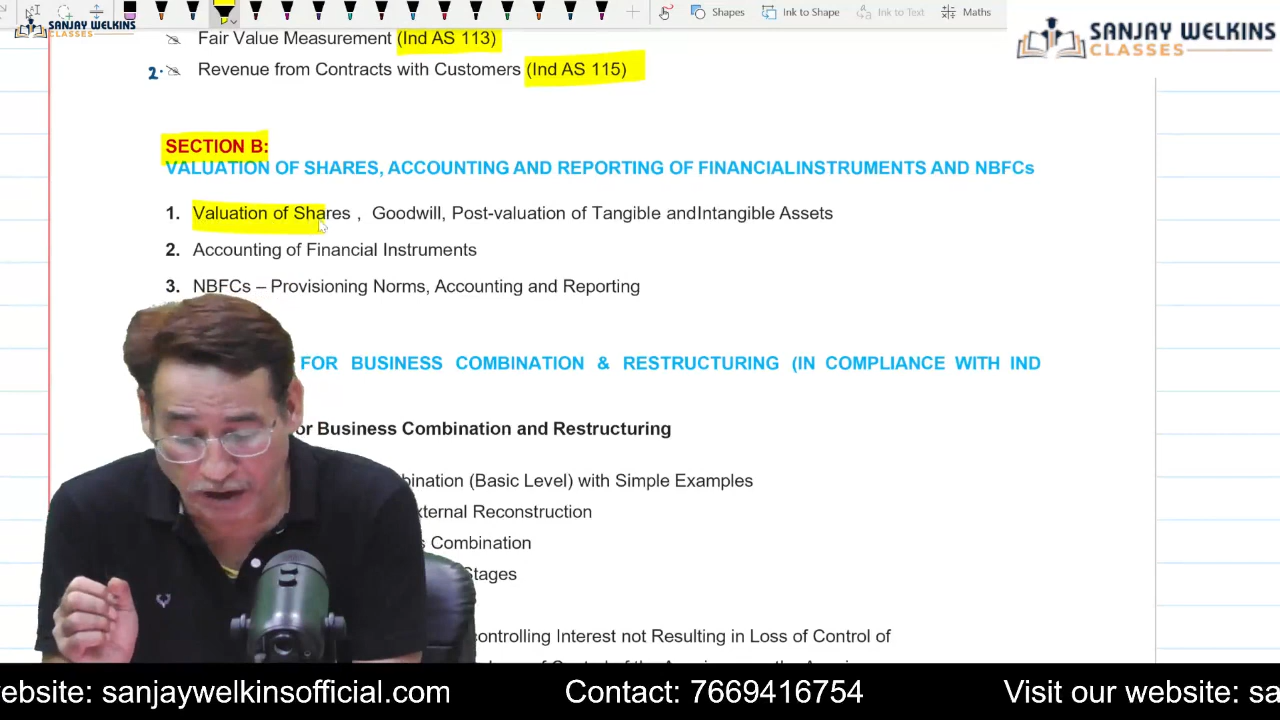 Shapes
Ink to Shape
Ink to Text
Maths
SANJAY WELKINS
CLASSES
SANJAY WELKINS
CLASSES
Fair Value Measurement (Ind AS 113)
2. Revenue from Contracts with Customers (Ind AS 115)
SECTION B:
VALUATION OF SHARES, ACCOUNTING AND REPORTING OF FINANCIALINSTRUMENTS AND NBFCs
1. Valuation of Shares , Goodwill, Post-valuation of Tangible andIntangible Assets
2. Accounting of Financial Instruments
3. NBFCs – Provisioning Norms, Accounting and Reporting
FOR BUSINESS COMBINATION & RESTRUCTURING (IN COMPLIANCE WITH IND
or Business Combination and Restructuring
bination (Basic Level) with Simple Examples
xternal Reconstruction
s Combination
Stages
controlling Interest not Resulting in Loss of Control of
ebsite: sanjaywelkinsofficial.com Contact: 7669416754 Visit our website: sa